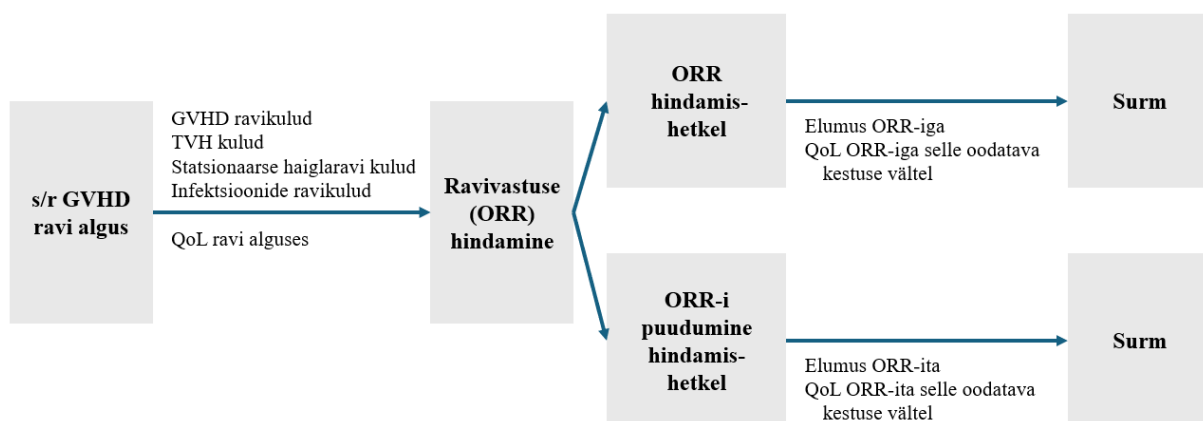 s/r GVHD
ravi algus
GVHD ravikulud
TVH kulud
Statsionaarse haiglaravi kulud
Infektsioonide ravikulud
QoL ravi alguses
Ravivastuse
(ORR)
hindamine
ORR
hindamis-
hetkel
Elumus ORR-iga
QoL ORR-iga selle oodatava
kestuse vältel
Surm
ORR-i
puudumine
hindamis-
hetkel
Elumus ORR-ita
QoL ORR-ita selle oodatava
kestuse vältel
Surm